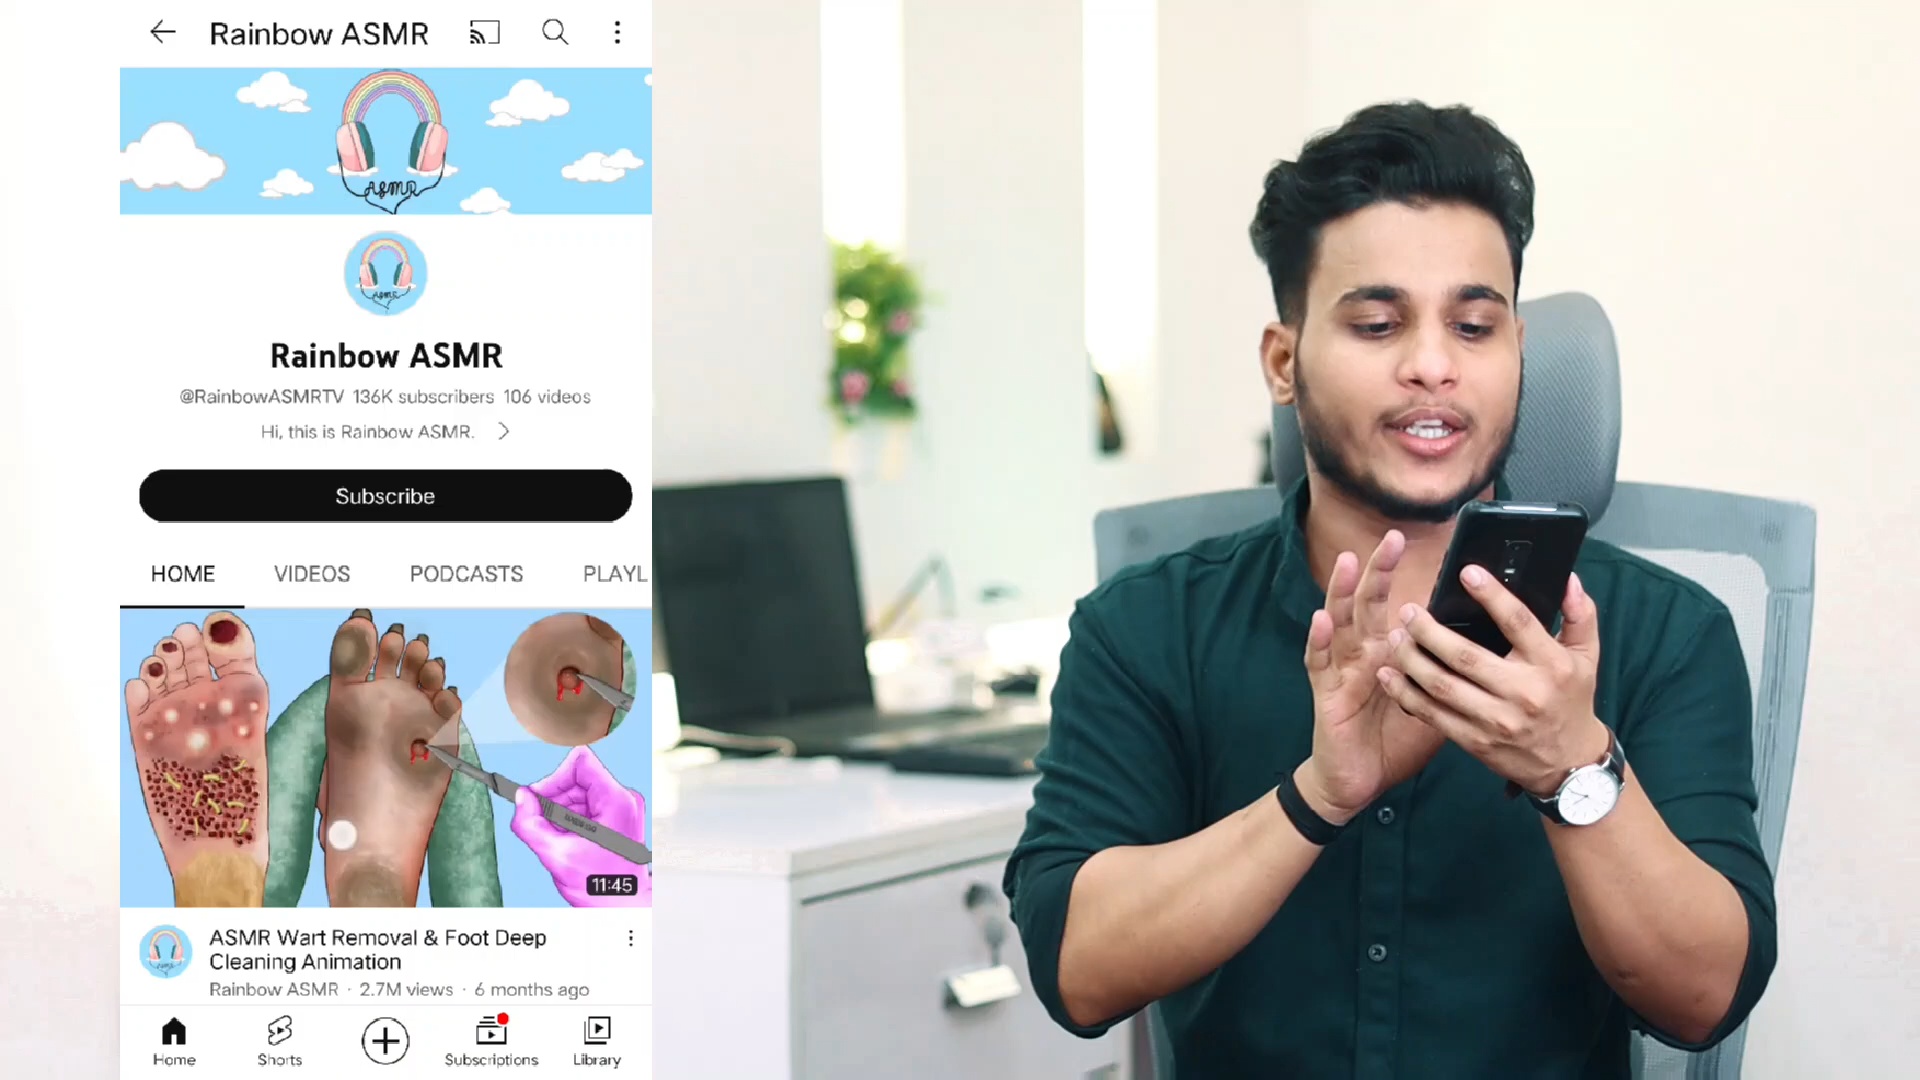 Rainbow ASMR
ASMR
Rainbow ASMR
@RainbowASMRTV 136K subscribers 106 videos
Hi, this is Rainbow ASMR.
Subscribe
HOME VIDEOS PODCASTS PLAYL
11:45
ASMR Wart Removal & Foot Deep
Cleaning Animation
Rainbow ASMR · 2.7M views · 6 months ago
Home Shorts Subscriptions Library